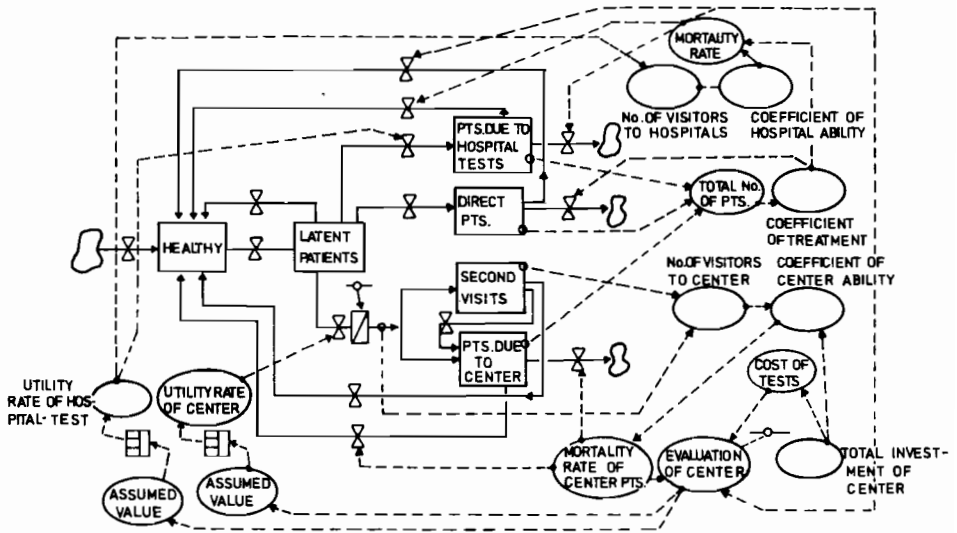 MORTALITY
RATE
No. OF VISITORS
TO HOSPITALS
COEFFICIENT OF
HOSPITAL ABILITY
PTS. DUE TO
HOSPITAL
TESTS
TOTAL No.
OF PTS.
DIRECT
PTS.
COEFFICIENT
OF TREATMENT
HEALTHY
LATENT
PATIENTS
No. OF VISITORS
TO CENTER
COEFFICIENT OF
CENTER ABILITY
SECOND
VISITS
PTS. DUE
TO
CENTER
COST OF
TESTS
UTILITY
RATE OF HOS-
PITAL-TEST
UTILITY RATE
OF CENTER
MORTALITY
RATE OF
CENTER PTS.
EVALUATION
OF CENTER
TOTAL INVEST-
MENT OF
CENTER
ASSUMED
VALUE
ASSUMED
VALUE